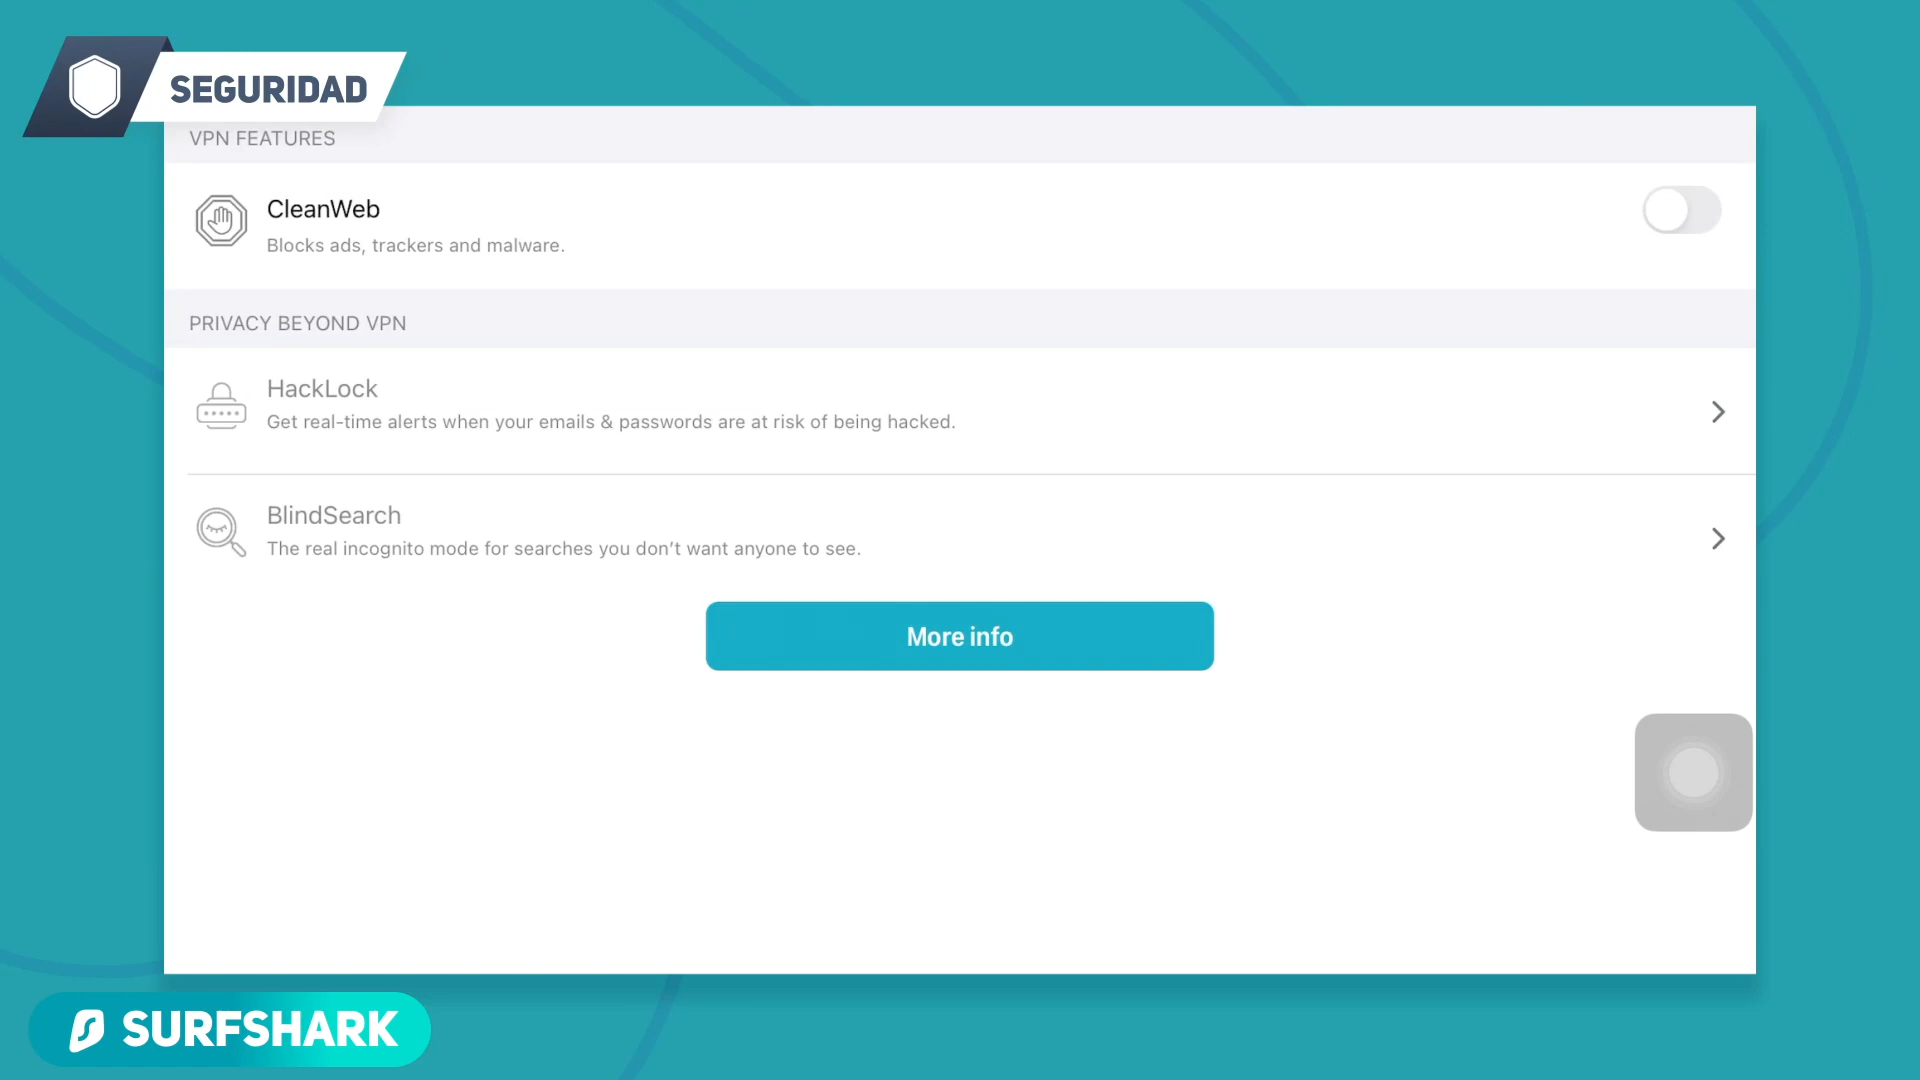 SEGURIDAD
VPN FEATURES
CleanWeb
Blocks ads, trackers and malware.
PRIVACY BEYOND VPN
HackLock
Get real-time alerts when your emails & passwords are at risk of being hacked.
BlindSearch
The real incognito mode for searches you don’t want anyone to see.
More info
SURFSHARK